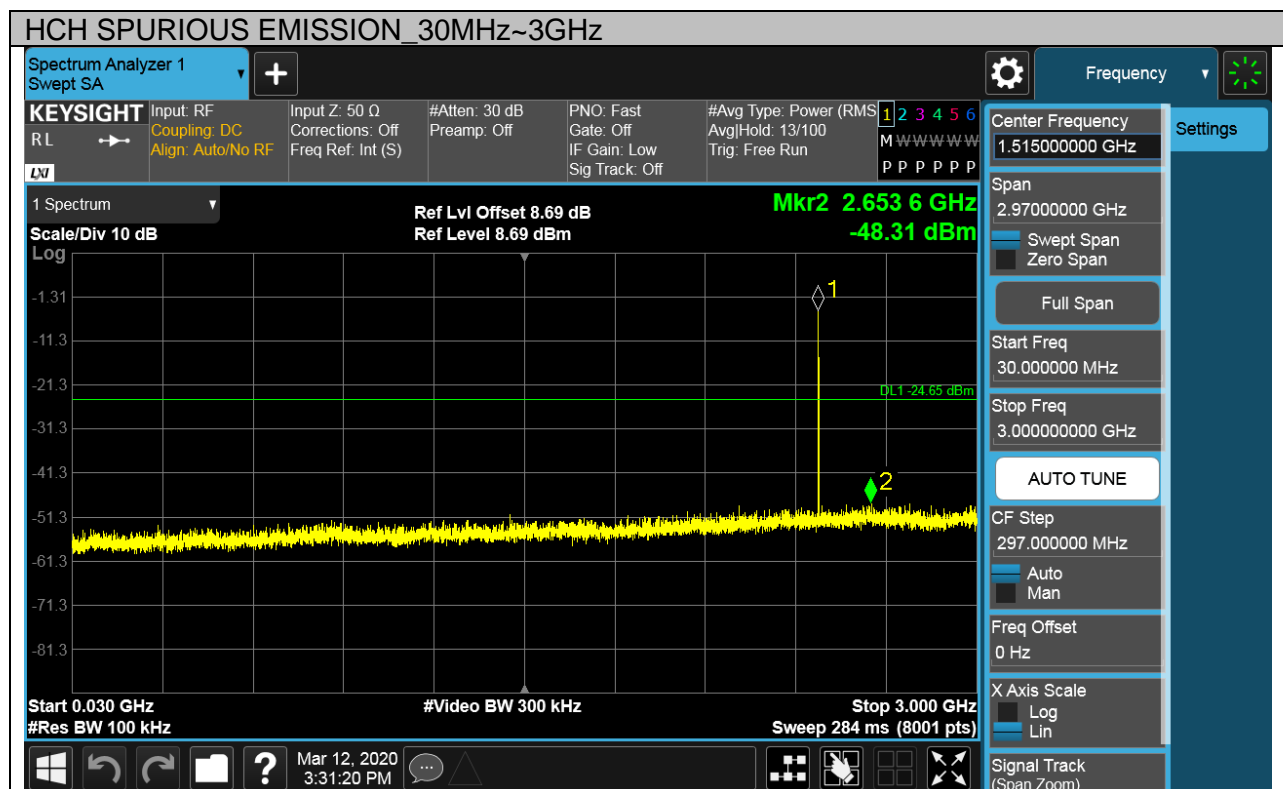 HCH SPURIOUS EMISSION_30MHz~3GHz
Spectrum Analyzer 1
Swept SA
Frequency
KEYSIGHT
RL
LXI
Input: RF
Coupling: DC
Align: Auto/No RF
Input Z: 50 Ω
Corrections: Off
Freq Ref: Int (S)
#Atten: 30 dB
Preamp: Off
PNO: Fast
Gate: Off
IF Gain: Low
Sig Track: Off
#Avg Type: Power (RMS
Avg|Hold: 13/100
Trig: Free Run
1 2 3 4 5 6
M W W W W W
P P P P P P
1 Spectrum
Scale/Div 10 dB
Log
Ref Lvl Offset 8.69 dB
Ref Level 8.69 dBm
Mkr2 2.653 6 GHz
-48.31 dBm
1
-1.31
-11.3
-21.3
DL1 -24.65 dBm
-31.3
-41.3
2
-51.3
-61.3
-71.3
-81.3
Start 0.030 GHz
#Res BW 100 kHz
#Video BW 300 kHz
Stop 3.000 GHz
Sweep 284 ms (8001 pts)
?
Mar 12, 2020
3:31:20 PM
Center Frequency
1.515000000 GHz
Settings
Span
2.97000000 GHz
Swept Span
Zero Span
Full Span
Start Freq
30.000000 MHz
Stop Freq
3.000000000 GHz
AUTO TUNE
CF Step
297.000000 MHz
Auto
Man
Freq Offset
0 Hz
X Axis Scale
Log
Lin
Signal Track
(Span Zoom)